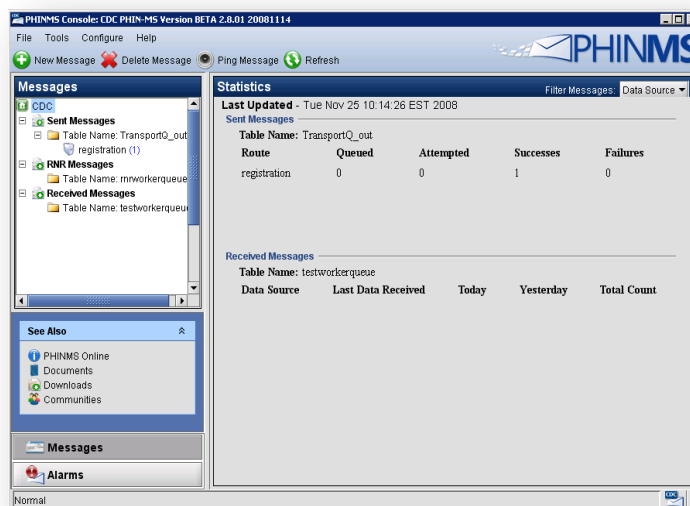 PHINMS Console: CDC PHIN-MS Version BETA 2.8.01 20081114
File Tools Configure Help
New Message Delete Message Ping Message Refresh
PHINMS
Messages
CDC
Sent Messages
Table Name: TransportQ_out
registration (1)
RNR Messages
Table Name: rnrworkerqueue
Received Messages
Table Name: testworkerqueu
See Also
PHINMS Online
Documents
Downloads
Communities
Messages
Alarms
Statistics
Filter Messages: Data Source
Last Updated - Tue Nov 25 10:14:26 EST 2008
Sent Messages
Table Name: TransportQ_out
Route Queued Attempted Successes Failures
registration 0 0 1 0
Received Messages
Table Name: testworkerqueue
Data Source Last Data Received Today Yesterday Total Count
Normal
CDC